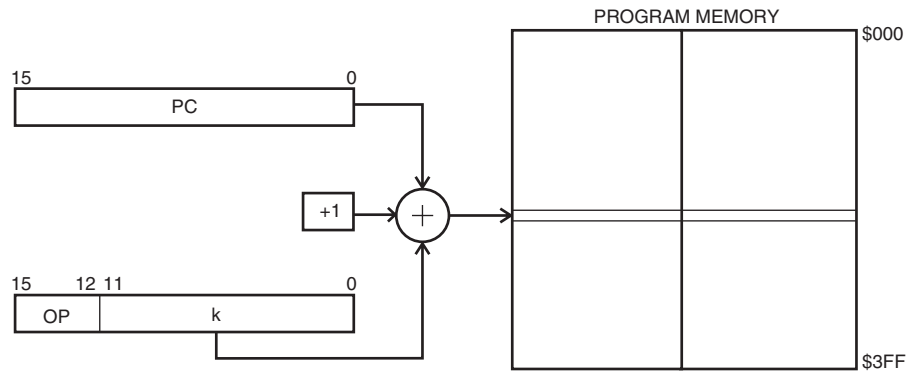 PROGRAM MEMORY
$000
15 0
PC
+1
+
15 12 11 0
OP k
$3FF